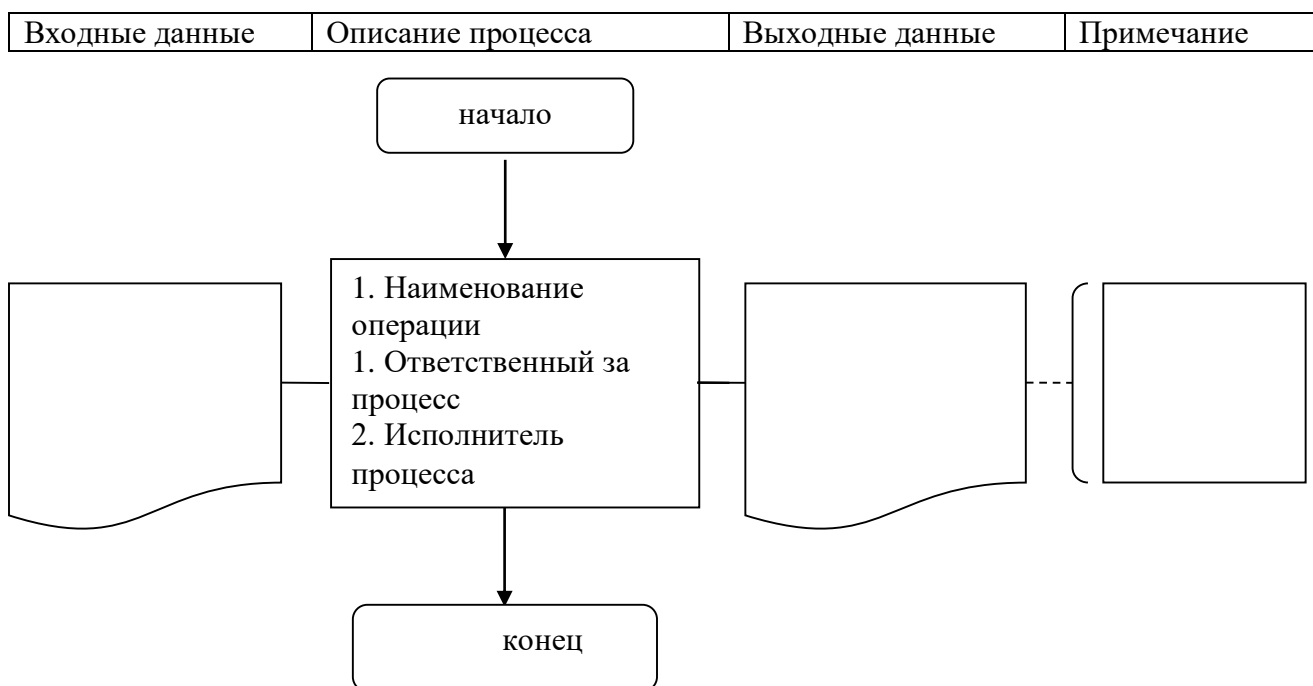 Входные данные Описание процесса Выходные данные Примечание
начало
1. Наименование
операции
1. Ответственный за
процесс
2. Исполнитель
процесса
конец